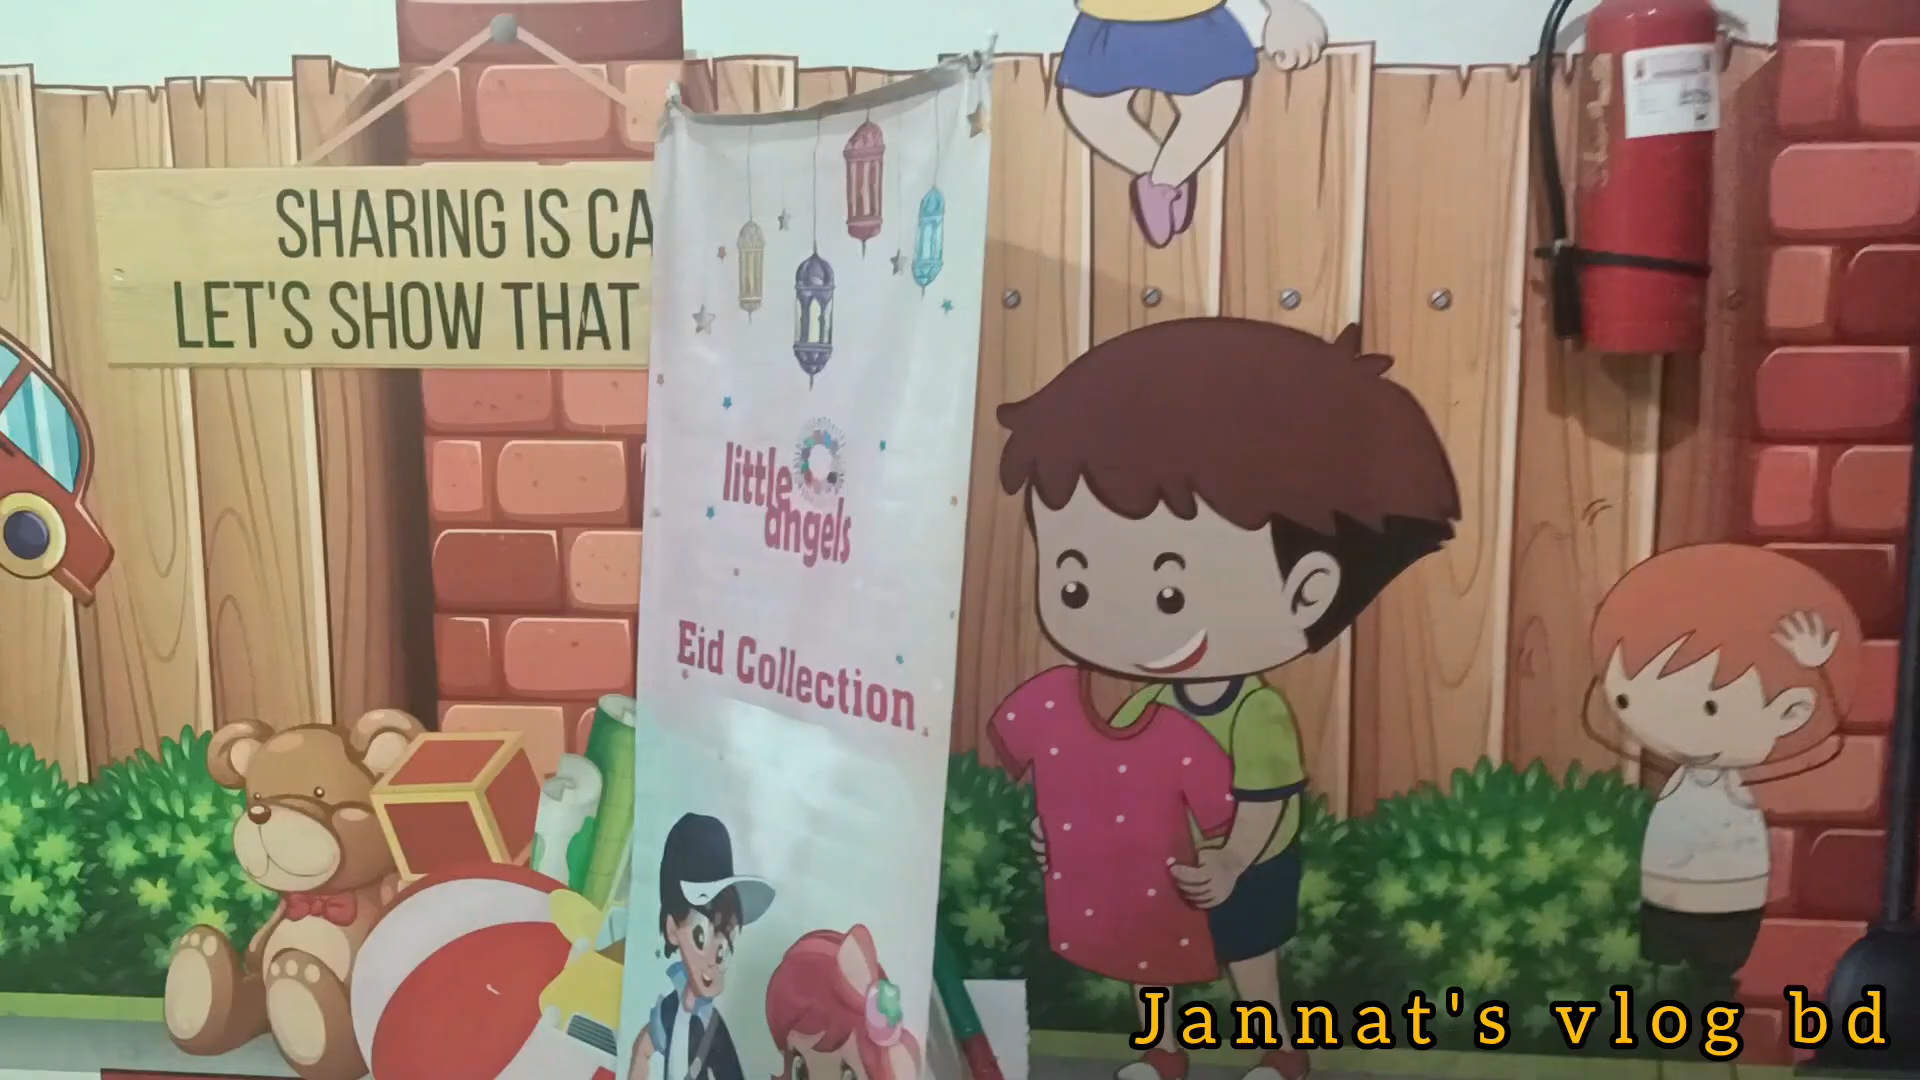 SHARING IS CA
LET'S SHOW THAT
little
angels
Eid Collection
Jannat's vlog bd